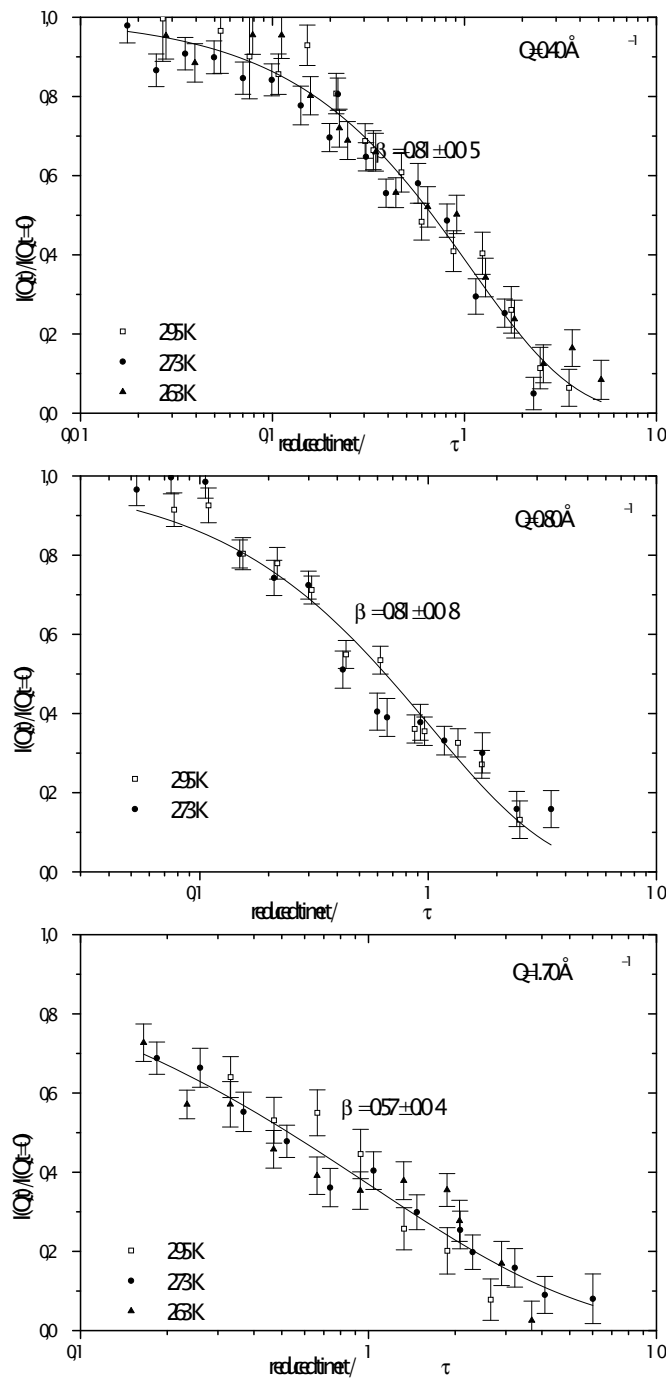 1,0
Q=0.40Å⁻¹
0,8
β=0.81±0.05
0,6
I(Q,t)/I(Q,t=0)
0,4
295K
0,2
273K
263K
0,0
0,01 0,1 1 10
reduced time t/ τ
1,0
Q=0.80Å⁻¹
0,8
β=0.81±0.08
0,6
I(Q,t)/I(Q,t=0)
0,4
295K
0,2
273K
0,0
0,1 1 10
reduced time t/ τ
1,0
Q=1.70Å⁻¹
0,8
β=0.57±0.04
0,6
I(Q,t)/I(Q,t=0)
0,4
295K
0,2
273K
263K
0,0
0,1 1 10
reduced time t/ τ